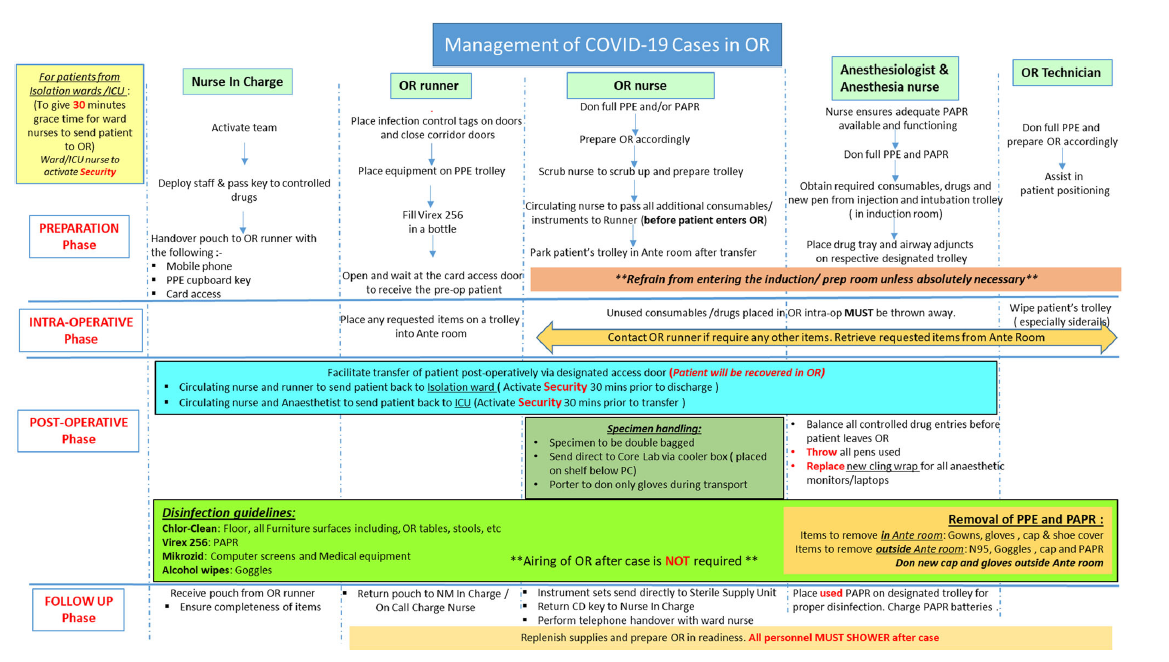 Management of COVID-19 Cases in OR
For patients from
Isolation wards /ICU :
(To give 30 minutes
grace time for ward
nurses to send patient
to OR)
Ward/ICU nurse to
activate Security
Nurse In Charge
OR runner
OR nurse
Anesthesiologist &
Anesthesia nurse
OR Technician
PREPARATION
Phase
Activate team
Deploy staff & pass key to controlled
drugs
Handover pouch to OR runner with
the following :-
▪ Mobile phone
▪ PPE cupboard key
▪ Card access
.
Place infection control tags on doors
and close corridor doors
Place equipment on PPE trolley
Fill Virex 256
in a bottle
Open and wait at the card access door
to receive the pre-op patient
Don full PPE and/or PAPR
Prepare OR accordingly
Scrub nurse to scrub up and prepare trolley
Circulating nurse to pass all additional consumables/
instruments to Runner (before patient enters OR)
Park patient's trolley in Ante room after transfer
Nurse ensures adequate PAPR
available and functioning
Don full PPE and PAPR
Obtain required consumables, drugs and
new pen from injection and intubation trolley
( in induction room)
Place drug tray and airway adjuncts
on respective designated trolley
Don full PPE and
prepare OR accordingly
Assist in
patient positioning
**Refrain from entering the induction/ prep room unless absolutely necessary**
INTRA-OPERATIVE
Phase
Place any requested items on a trolley
into Ante room
Unused consumables /drugs placed in OR intra-op MUST be thrown away.
Wipe patient's trolley
( especially siderails)
Contact OR runner if require any other items. Retrieve requested items from Ante Room
POST-OPERATIVE
Phase
Facilitate transfer of patient post-operatively via designated access door (Patient will be recovered in OR)
▪ Circulating nurse and runner to send patient back to Isolation ward ( Activate Security 30 mins prior to discharge )
▪ Circulating nurse and Anaesthetist to send patient back to ICU (Activate Security 30 mins prior to transfer )
Specimen handling:
• Specimen to be double bagged
• Send direct to Core Lab via cooler box ( placed
on shelf below PC)
• Porter to don only gloves during transport
• Balance all controlled drug entries before
patient leaves OR
• Throw all pens used
• Replace new cling wrap for all anaesthetic
monitors/laptops
Disinfection guidelines:
Chlor-Clean: Floor, all Furniture surfaces including, OR tables, stools, etc
Virex 256: PAPR
Mikrozid: Computer screens and Medical equipment
Alcohol wipes: Goggles
**Airing of OR after case is NOT required **
Removal of PPE and PAPR :
Items to remove in Ante room: Gowns, gloves , cap & shoe cover
Items to remove outside Ante room: N95, Goggles , cap and PAPR
Don new cap and gloves outside Ante room
FOLLOW UP
Phase
Receive pouch from OR runner
▪ Ensure completeness of items
▪ Return pouch to NM In Charge /
On Call Charge Nurse
▪ Instrument sets send directly to Sterile Supply Unit
▪ Return CD key to Nurse In Charge
▪ Perform telephone handover with ward nurse
Place used PAPR on designated trolley for
proper disinfection. Charge PAPR batteries .
Replenish supplies and prepare OR in readiness. All personnel MUST SHOWER after case